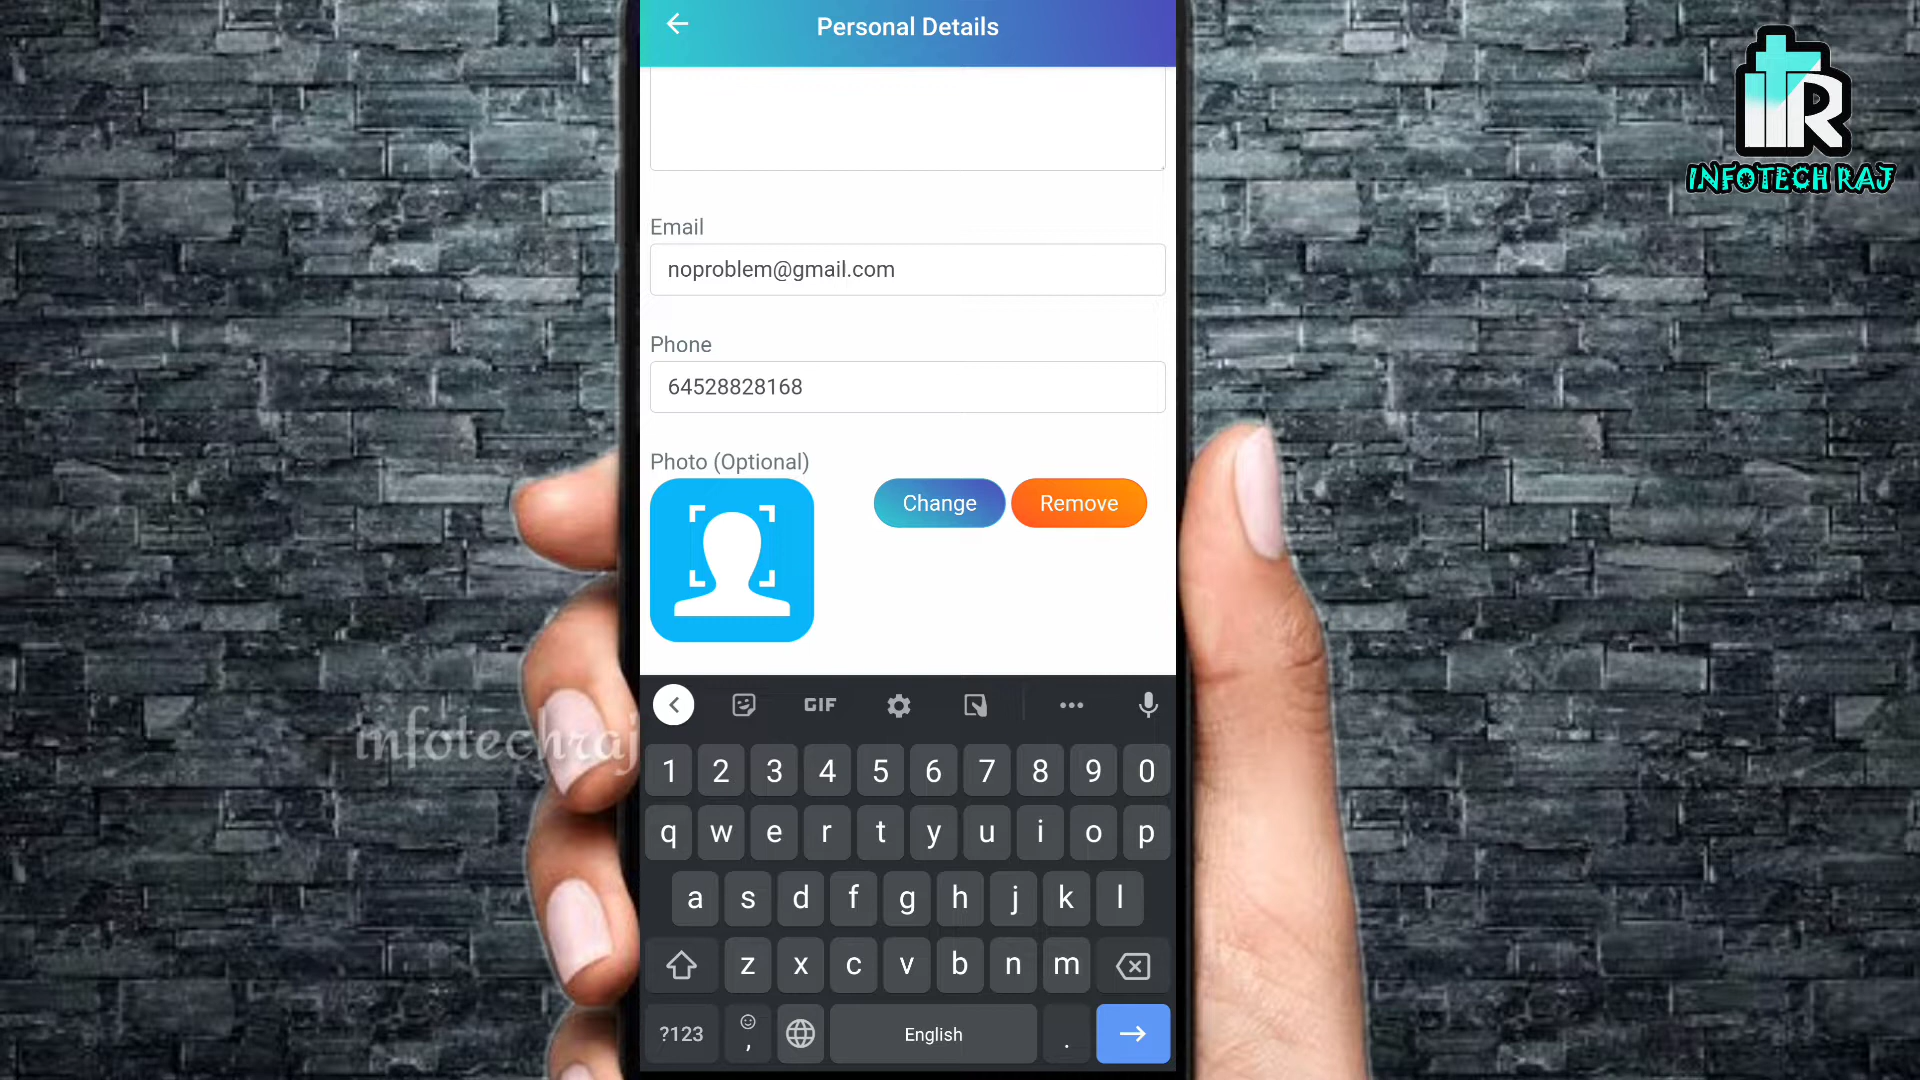 Personal Details
INFOTECH RAJ
Email
noproblem@gmail.com
Phone
64528828168
Photo (Optional)
Change Remove
infotechraj
GIF
1 2 3 4 5 6 7 8 9 0
q w e r t y u i o p
a s d f g h j k l
z x c v b n m
?123 , English .